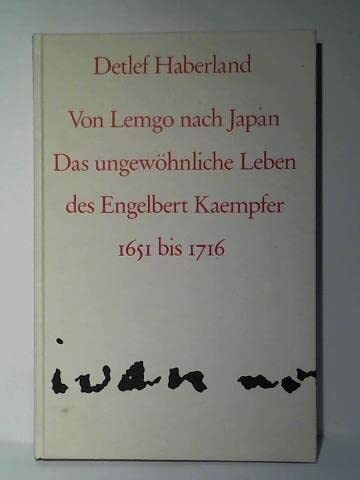 Detlef Haberland
Von Lemgo nach Japan
Das ungewöhnliche Leben
des Engelbert Kaempfer
1651 bis 1716